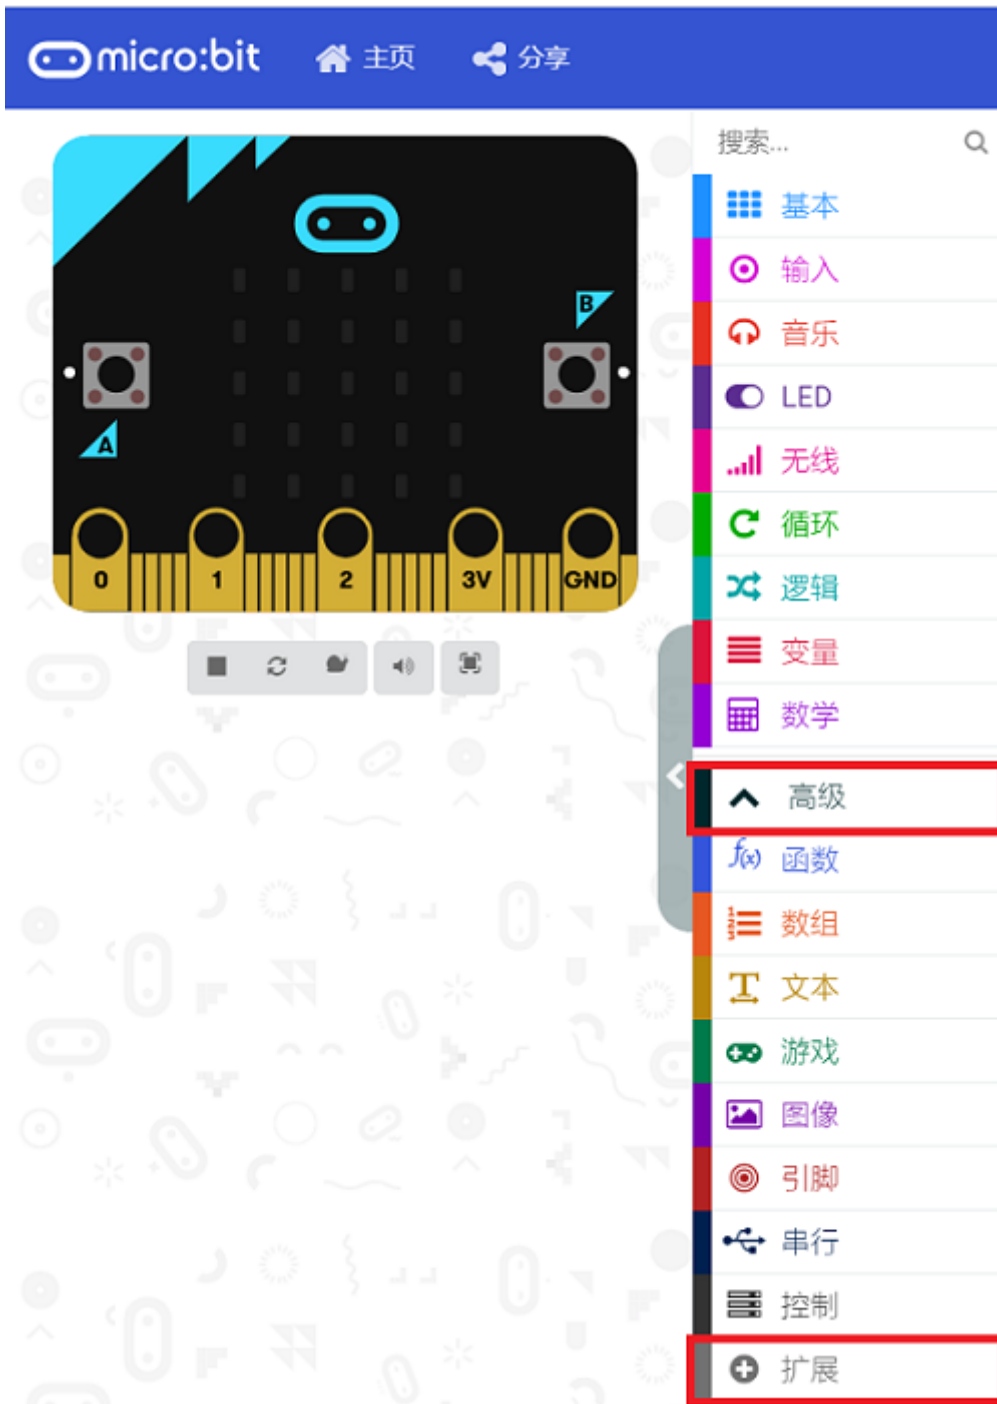 micro:bit 主页 分享
搜索...
基本
输入
音乐
LED
无线
循环
逻辑
变量
数学
高级
f(x) 函数
数组
文本
游戏
图像
引脚
串行
控制
扩展
B
A
0 1 2 3V GND